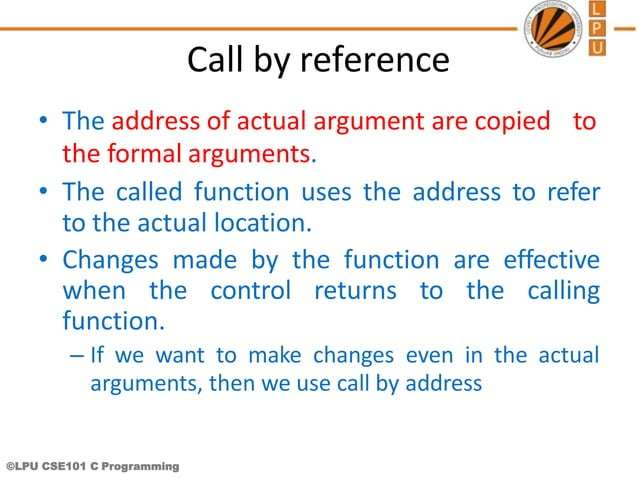 L
P
U
Call by reference
• The address of actual argument are copied to
the formal arguments.
• The called function uses the address to refer
to the actual location.
• Changes made by the function are effective
when the control returns to the calling
function.
– If we want to make changes even in the actual
arguments, then we use call by address
©LPU CSE101 C Programming